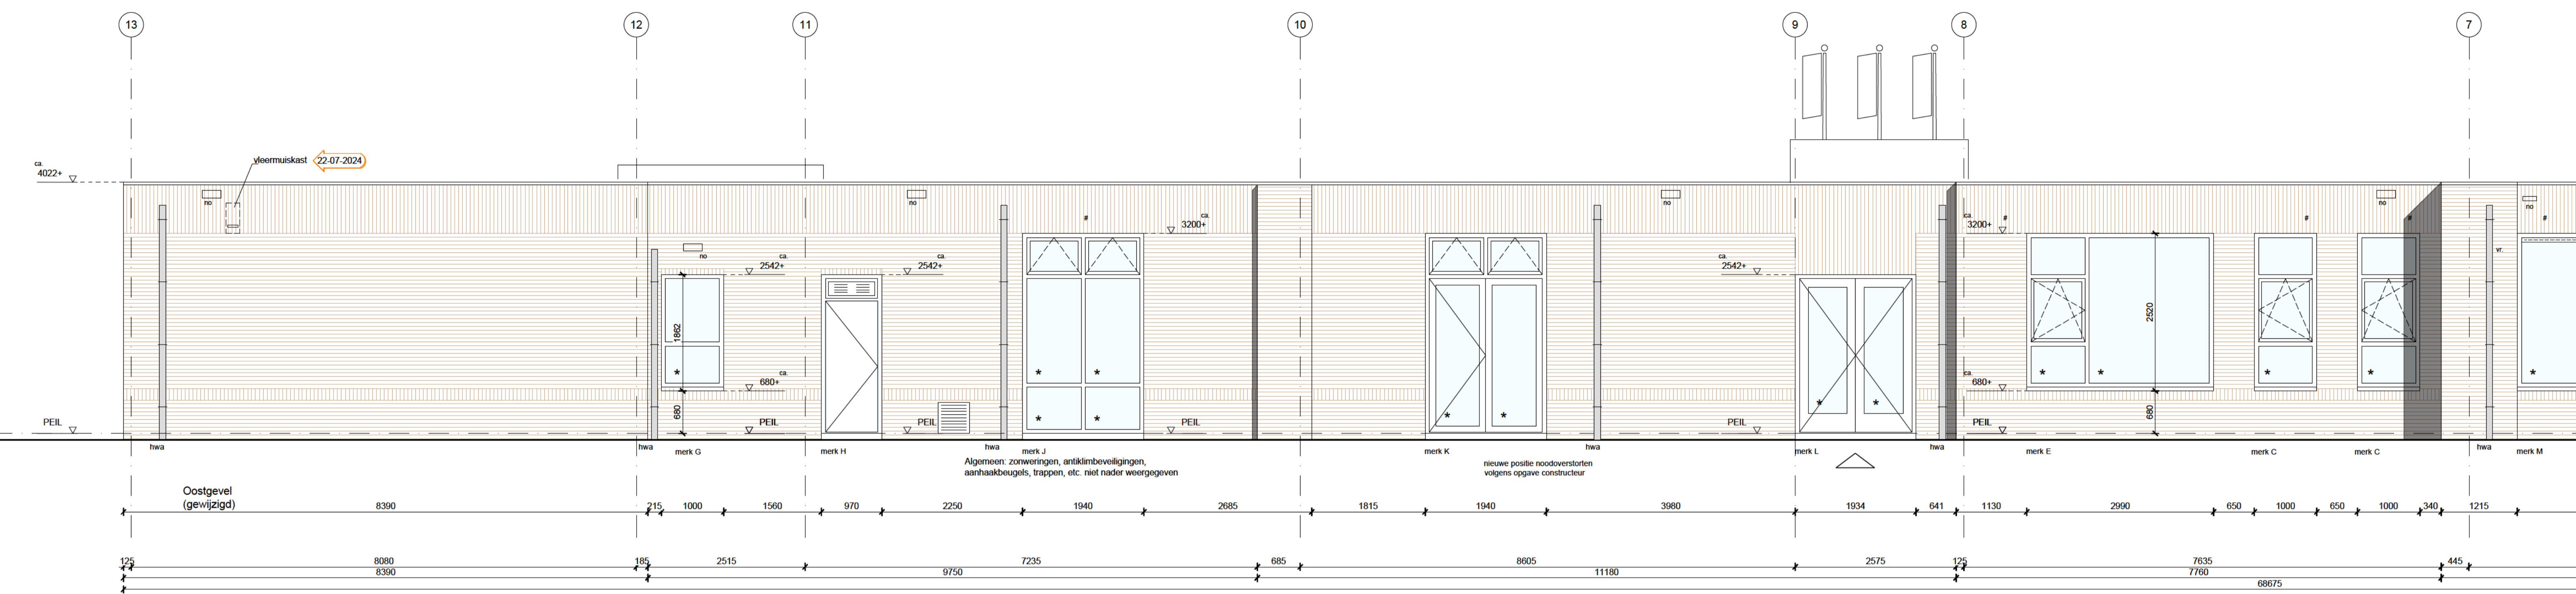 13 12 11 10 9 8 7
vleermuiskast 22-07-2024
ca.
4022+
no no no no no
# # # # #
ca.
3200+
ca.
3200+
vr.
no
ca.
2542+
ca.
2542+
ca.
2542+
1862
2520
* * * * * * * * *
ca.
680+
ca.
680+
* * * * * *
680
680
PEIL PEIL PEIL PEIL PEIL PEIL
hwa hwa hwa hwa hwa hwa
merk G merk H merk J merk K merk L merk E merk C merk C merk M
Algemeen: zonweringen, antiklimbeveiligingen,
aanhaakbeugels, trappen, etc. niet nader weergegeven
nieuwe positie noodoverstorten
volgens opgave constructeur
Oostgevel
(gewijzigd)
8390 215 1000 1560 970 2250 1940 2685 1815 1940 3980 1934 641 1130 2990 650 1000 650 1000 340 1215
125 8080 185 2515 7235 685 8605 2575 125 7635 445
8390 9750 11180 7760
68675